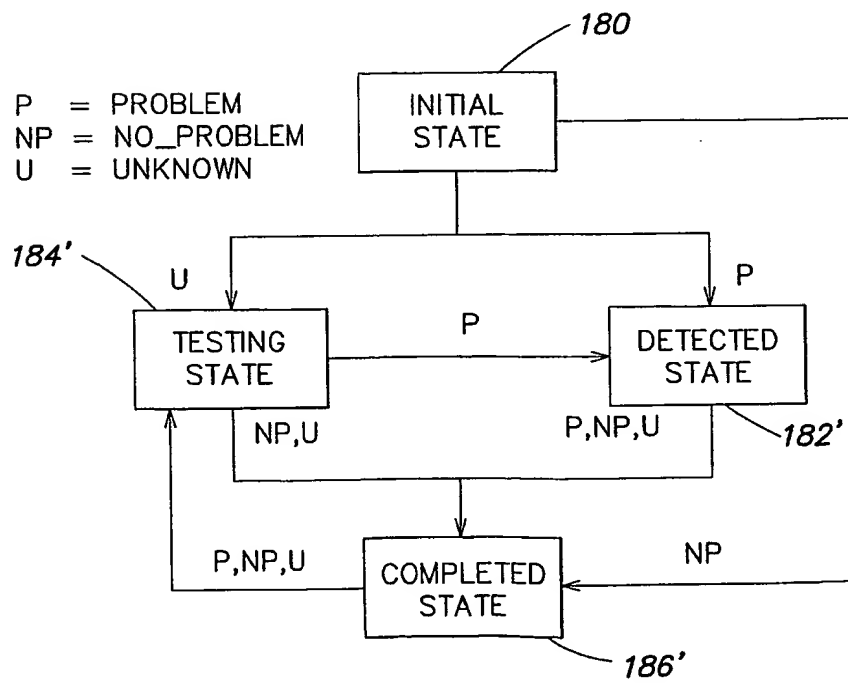 180
INITIAL
STATE
P = PROBLEM
NP = NO_PROBLEM
U = UNKNOWN
184'
U
P
TESTING
STATE
P
DETECTED
STATE
NP,U
P,NP,U
182'
P,NP,U
COMPLETED
STATE
NP
186'